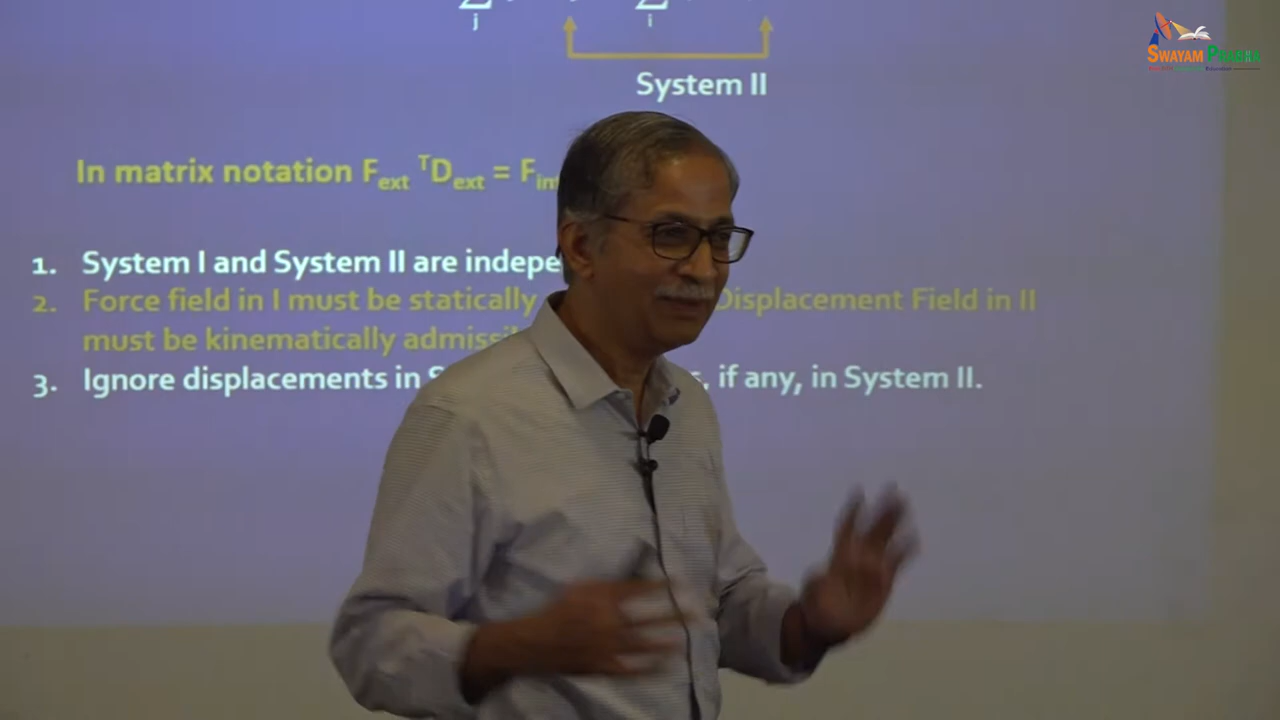 SWAYAM PRABHA
∑ ∑
j i
System II
In matrix notation F_ext ^T D_ext = F_in
1. System I and System II are indepe
2. Force field in I must be statically Displacement Field in II
must be kinematically admissi
3. Ignore displacements in S , if any, in System II.